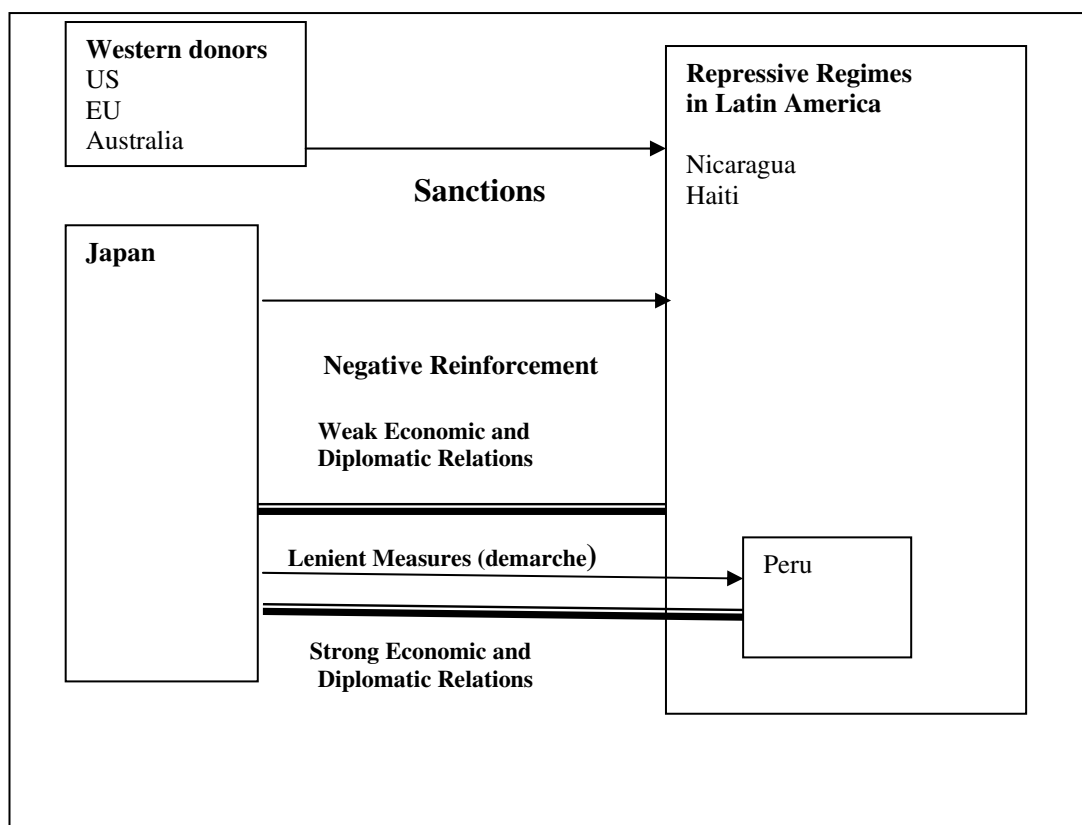 Western donors
US
EU
Australia
Repressive Regimes
in Latin America
Nicaragua
Haiti
Sanctions
Japan
Negative Reinforcement
Weak Economic and
Diplomatic Relations
Lenient Measures (demarche)
Peru
Strong Economic and
Diplomatic Relations